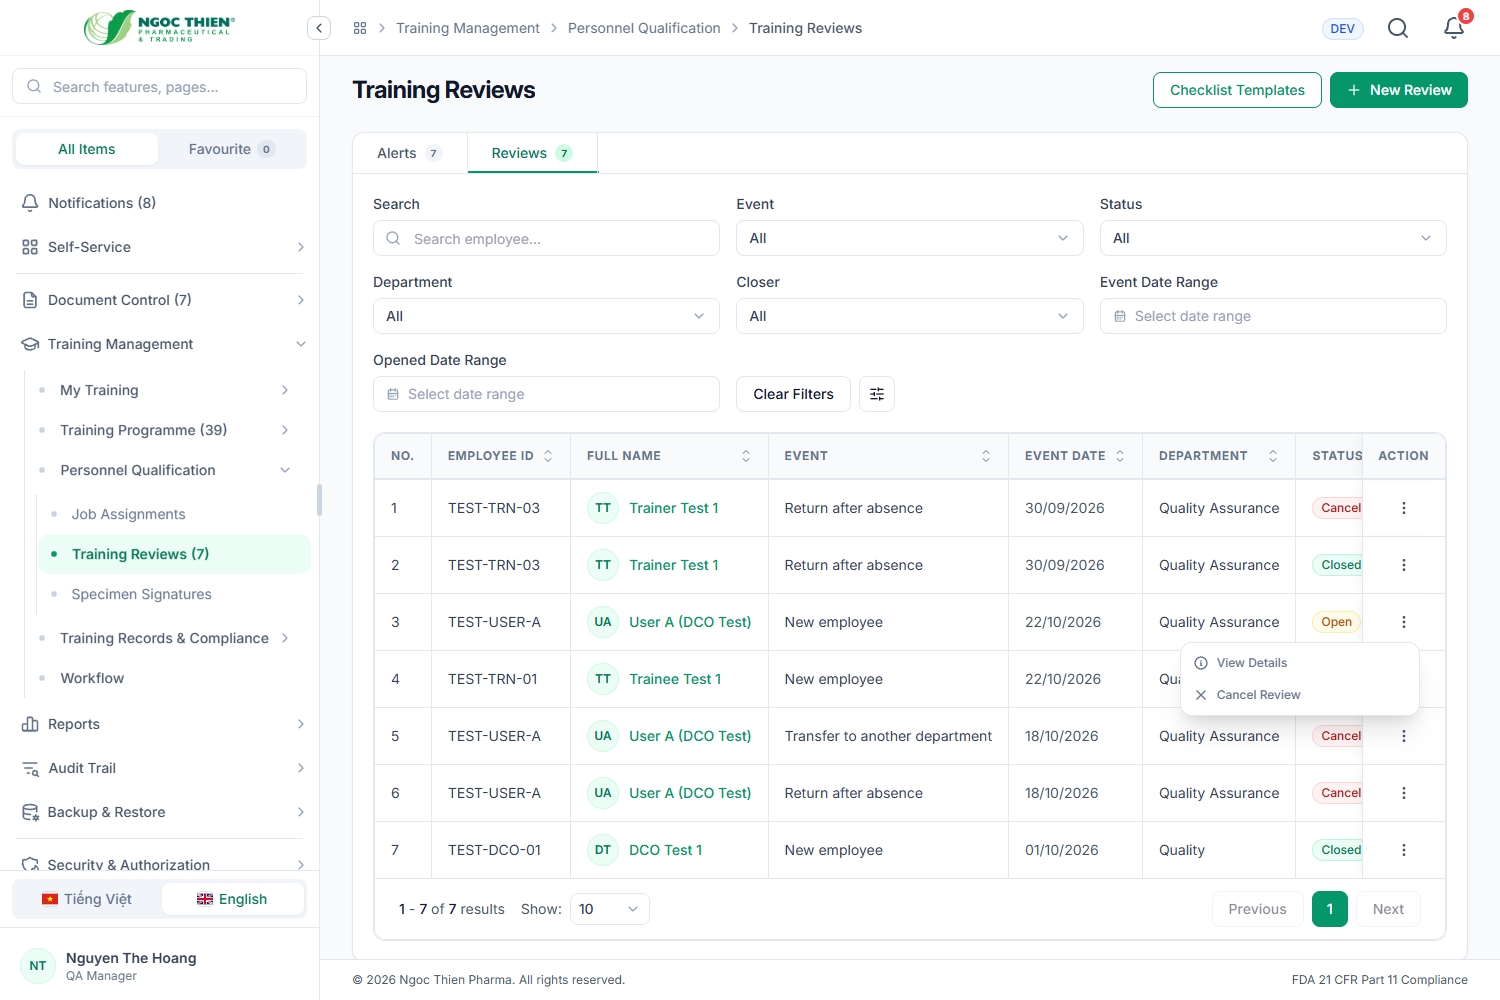 NGOC THIEN®
PHARMACEUTICAL
& TRADING
Search features, pages...
All Items
Favourite 0
Notifications (8)
Self-Service
Document Control (7)
Training Management
My Training
Training Programme (39)
Personnel Qualification
Job Assignments
Training Reviews (7)
Specimen Signatures
Training Records & Compliance
Workflow
Reports
Audit Trail
Backup & Restore
Security & Authorization
Tiếng Việt
English
NT
Nguyen The Hoang
QA Manager
Training Management > Personnel Qualification > Training Reviews
DEV
8
Training Reviews
Checklist Templates
New Review
Alerts 7
Reviews 7
Search
Event
Status
Search employee...
All
All
Department
Closer
Event Date Range
All
All
Select date range
Opened Date Range
Select date range
Clear Filters
NO. EMPLOYEE ID FULL NAME EVENT EVENT DATE DEPARTMENT STATUS ACTION
1 TEST-TRN-03 TT Trainer Test 1 Return after absence 30/09/2026 Quality Assurance Cancel
2 TEST-TRN-03 TT Trainer Test 1 Return after absence 30/09/2026 Quality Assurance Closed
3 TEST-USER-A UA User A (DCO Test) New employee 22/10/2026 Quality Assurance Open
4 TEST-TRN-01 TT Trainee Test 1 New employee 22/10/2026
View Details
Cancel Review
5 TEST-USER-A UA User A (DCO Test) Transfer to another department 18/10/2026 Quality Assurance Cancel
6 TEST-USER-A UA User A (DCO Test) Return after absence 18/10/2026 Quality Assurance Cancel
7 TEST-DCO-01 DT DCO Test 1 New employee 01/10/2026 Quality Closed
1 - 7 of 7 results Show: 10
Previous 1 Next
© 2026 Ngoc Thien Pharma. All rights reserved.
FDA 21 CFR Part 11 Compliance